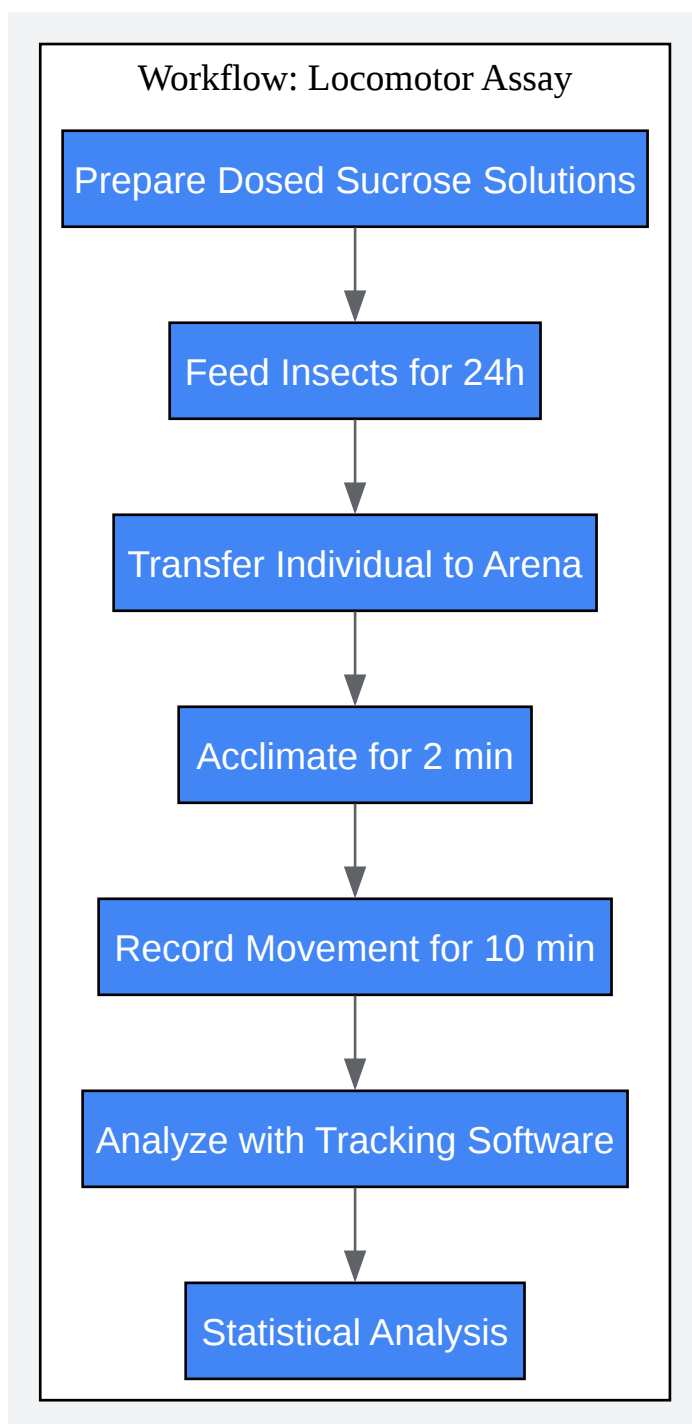 Workflow: Locomotor Assay
Prepare Dosed Sucrose Solutions
Feed Insects for 24h
Transfer Individual to Arena
Acclimate for 2 min
Record Movement for 10 min
Analyze with Tracking Software
Statistical Analysis